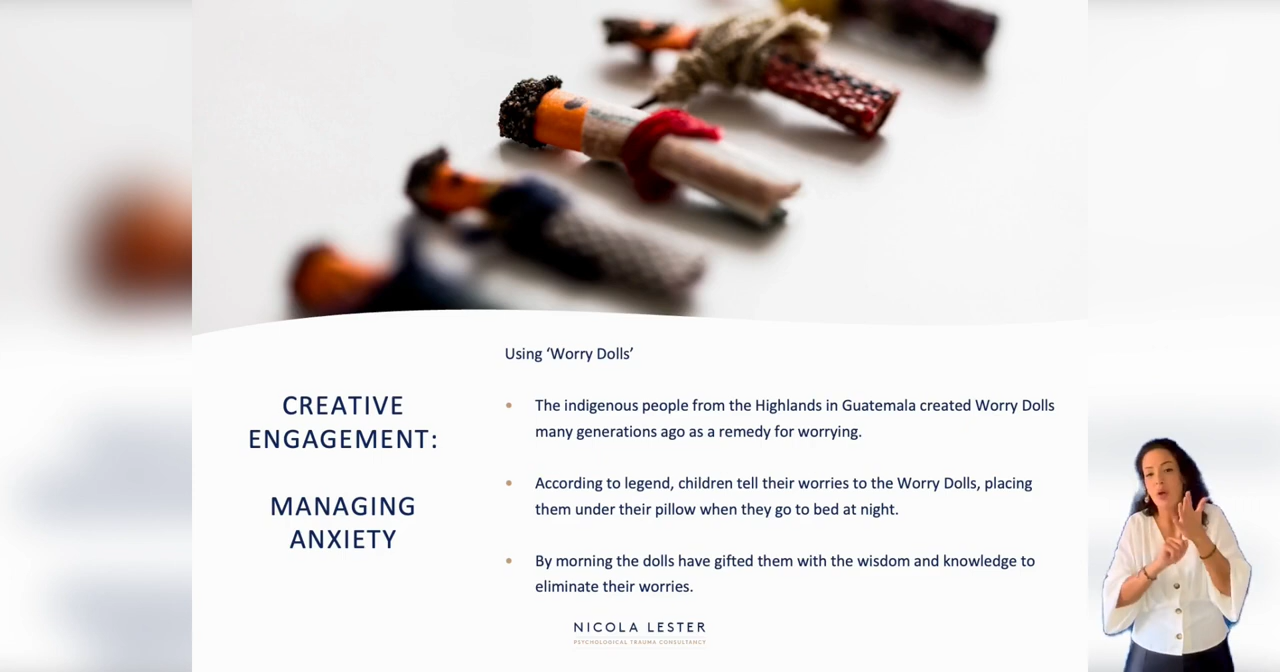 Using ‘Worry Dolls’
CREATIVE
ENGAGEMENT:
MANAGING
ANXIETY
• The indigenous people from the Highlands in Guatemala created Worry Dolls
many generations ago as a remedy for worrying.
• According to legend, children tell their worries to the Worry Dolls, placing
them under their pillow when they go to bed at night.
• By morning the dolls have gifted them with the wisdom and knowledge to
eliminate their worries.
NICOLA LESTER
PSYCHOLOGICAL TRAUMA CONSULTANCY